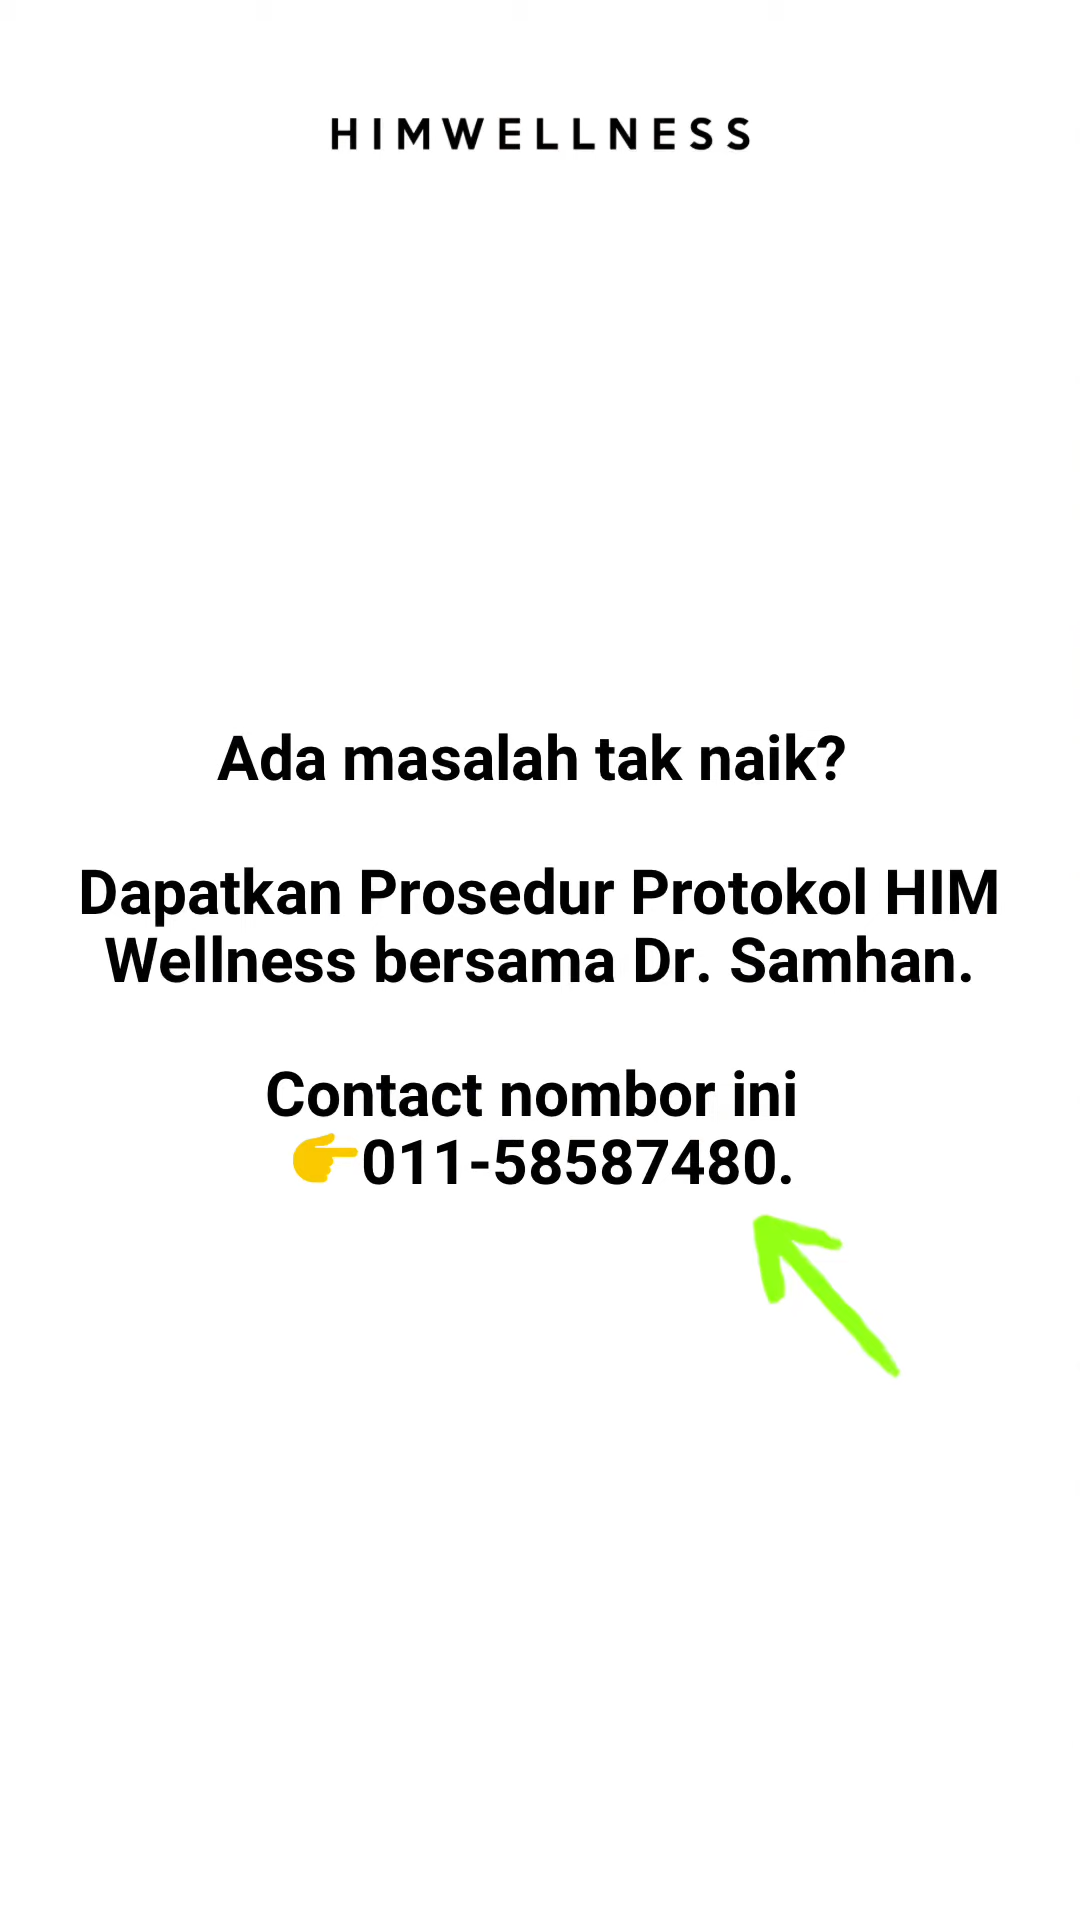 HIMWELLNESS
Ada masalah tak naik?
Dapatkan Prosedur Protokol HIM
Wellness bersama Dr. Samhan.
Contact nombor ini
👉011-58587480.